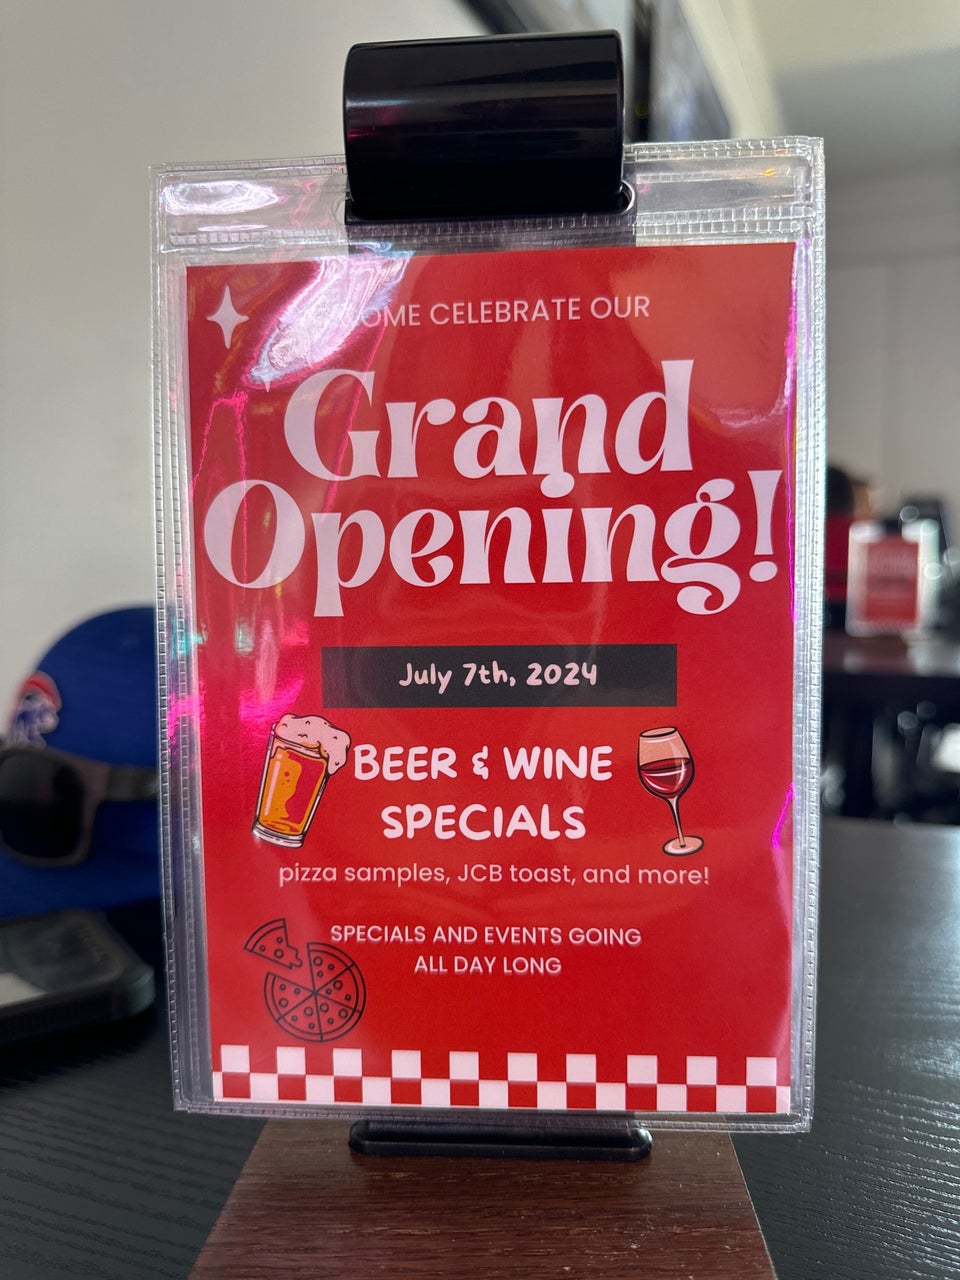 COME CELEBRATE OUR
Grand
Opening!
July 7th, 2024
BEER & WINE
SPECIALS
pizza samples, JCB toast, and more!
SPECIALS AND EVENTS GOING
ALL DAY LONG